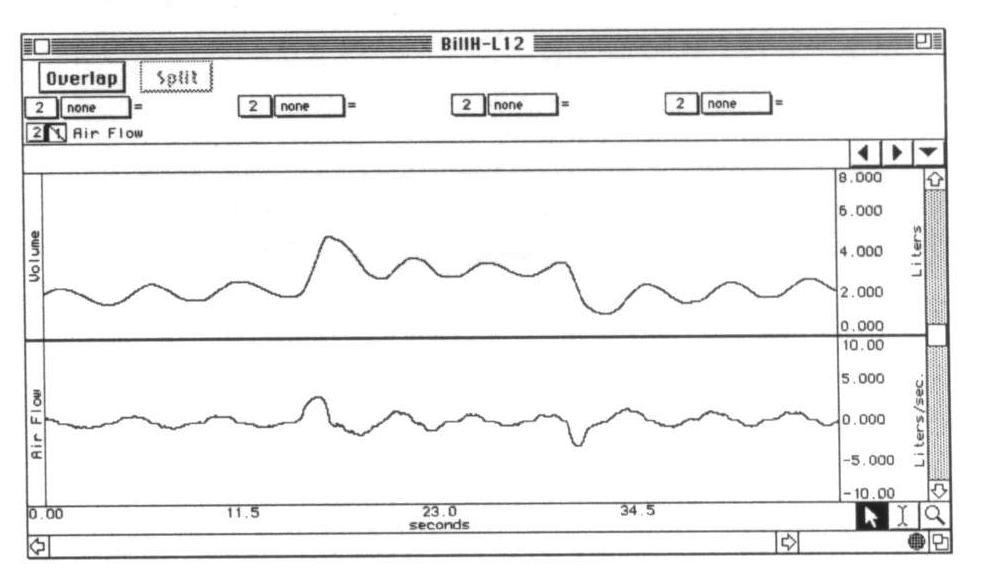 BillH-L12
Overlap Split
2 none = 2 none = 2 none = 2 none =
2 1 Air Flow
Volume
8.000
6.000
4.000
2.000
0.000
Liters
Air Flow
10.00
5.000
0.000
-5.000
-10.00
Liters/sec.
0.00 11.5 23.0 34.5
seconds